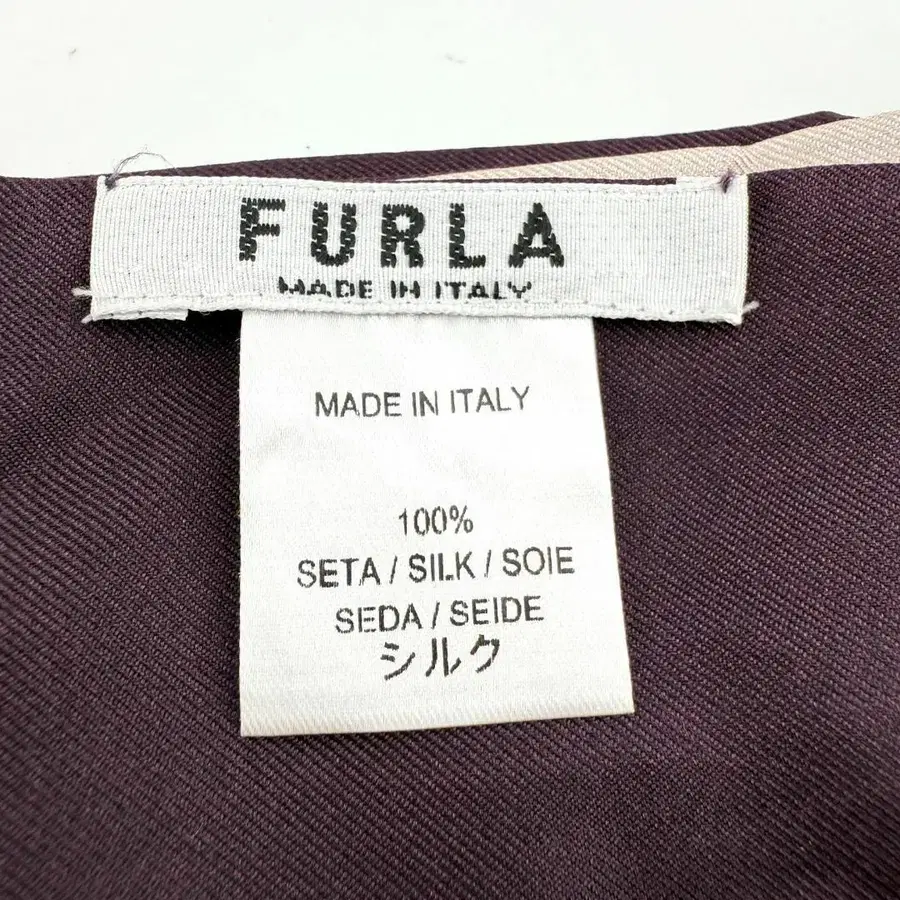 FURLA
MADE IN ITALY
MADE IN ITALY
100%
SETA / SILK / SOIE
SEDA / SEIDE
シルク